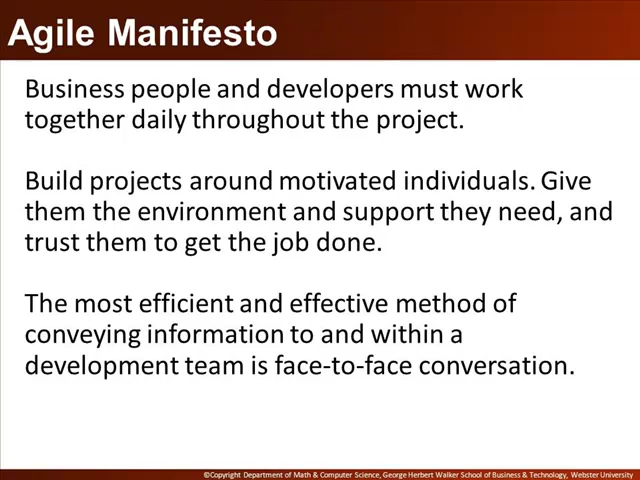 Agile Manifesto
Business people and developers must work
together daily throughout the project.
Build projects around motivated individuals. Give
them the environment and support they need, and
trust them to get the job done.
The most efficient and effective method of
conveying information to and within a
development team is face-to-face conversation.
©Copyright Department of Math & Computer Science, George Herbert Walker School of Business & Technology, Webster University